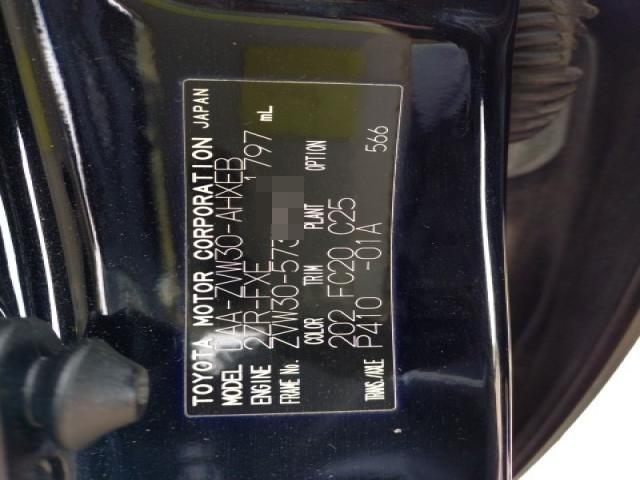 TOYOTA MOTOR CORPORATION JAPAN
MODEL DAA-ZVW30-AHXEB
ENGINE 2ZR-FXE 1797 mL
FRAME No. ZVW30-573
COLOR TRIM PLANT OPTION
202 FC20 C25 566
TRANS./AXLE P410 -01A